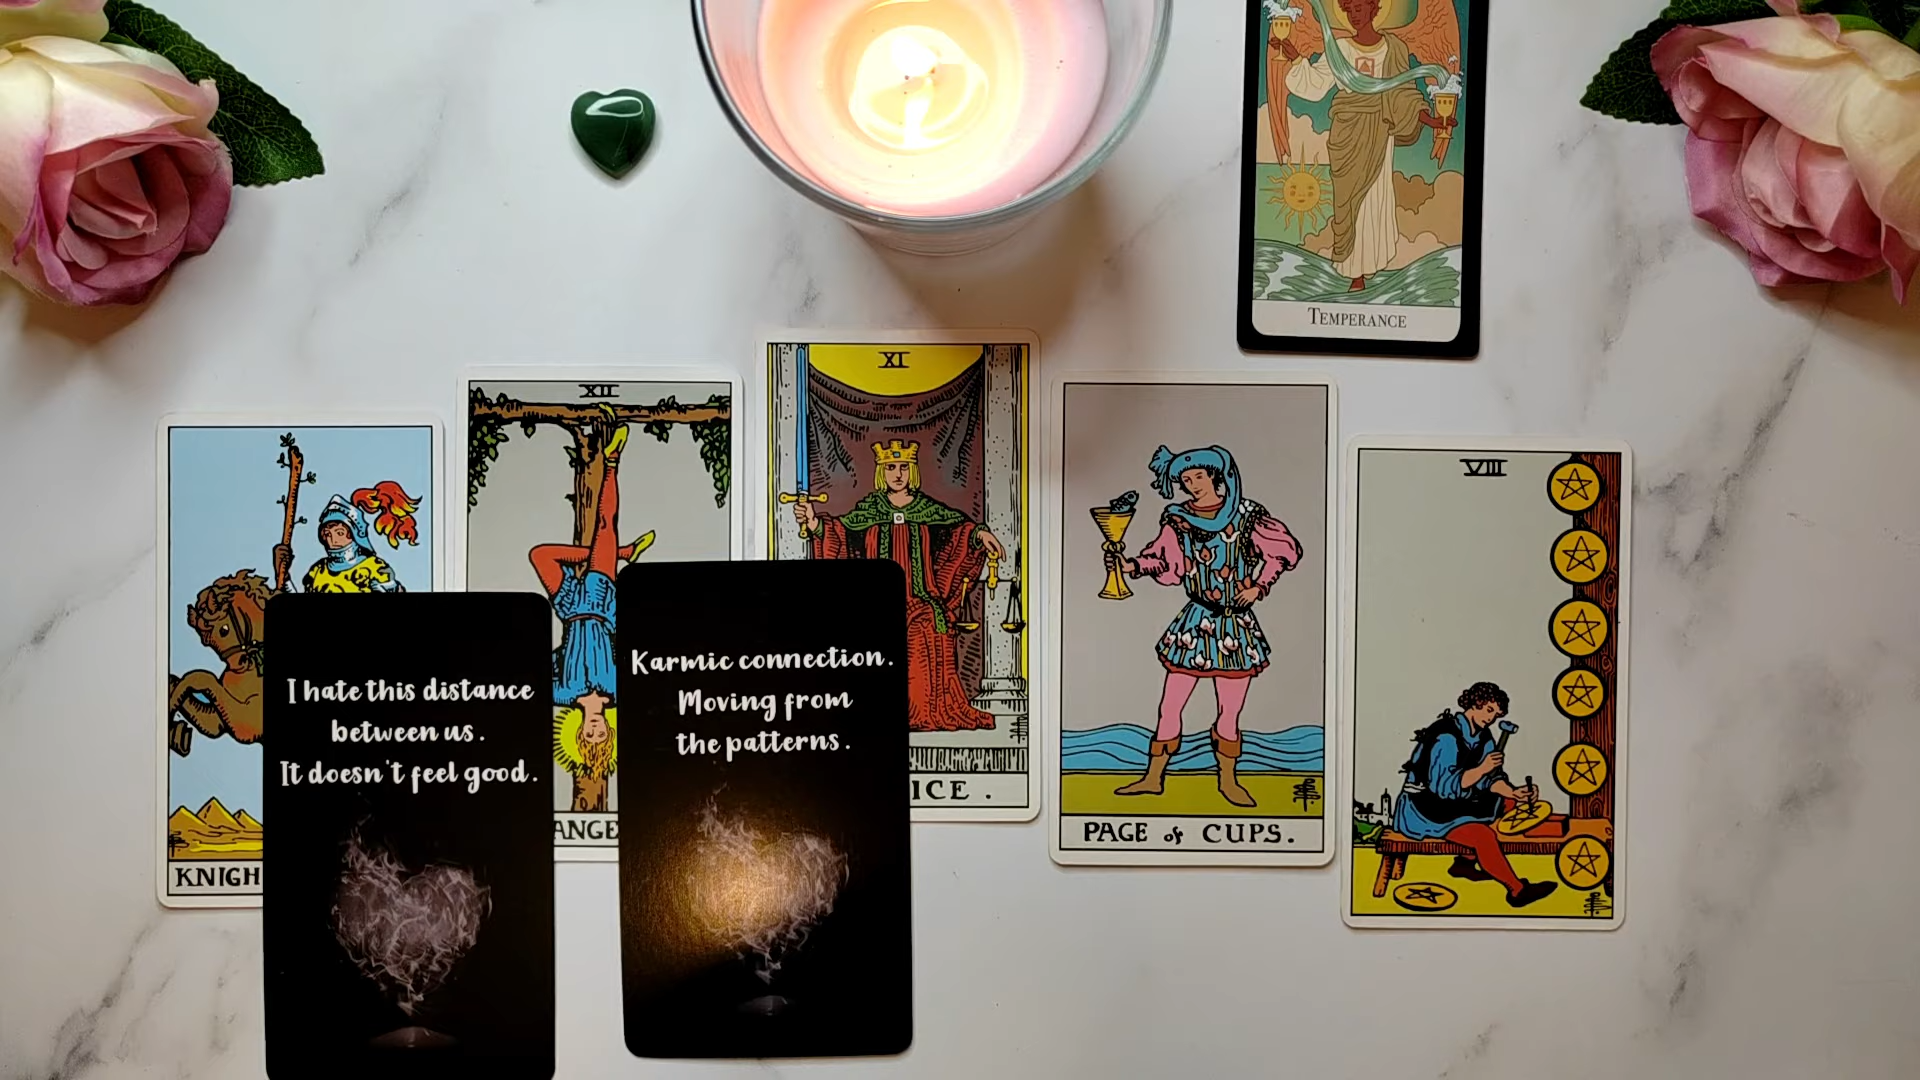 TEMPERANCE
XI
XII
VIII
I hate this distance
between us.
It doesn't feel good.
Karmic connection.
Moving from
the patterns.
ICE .
ANGE
PAGE of CUPS.
KNIGH